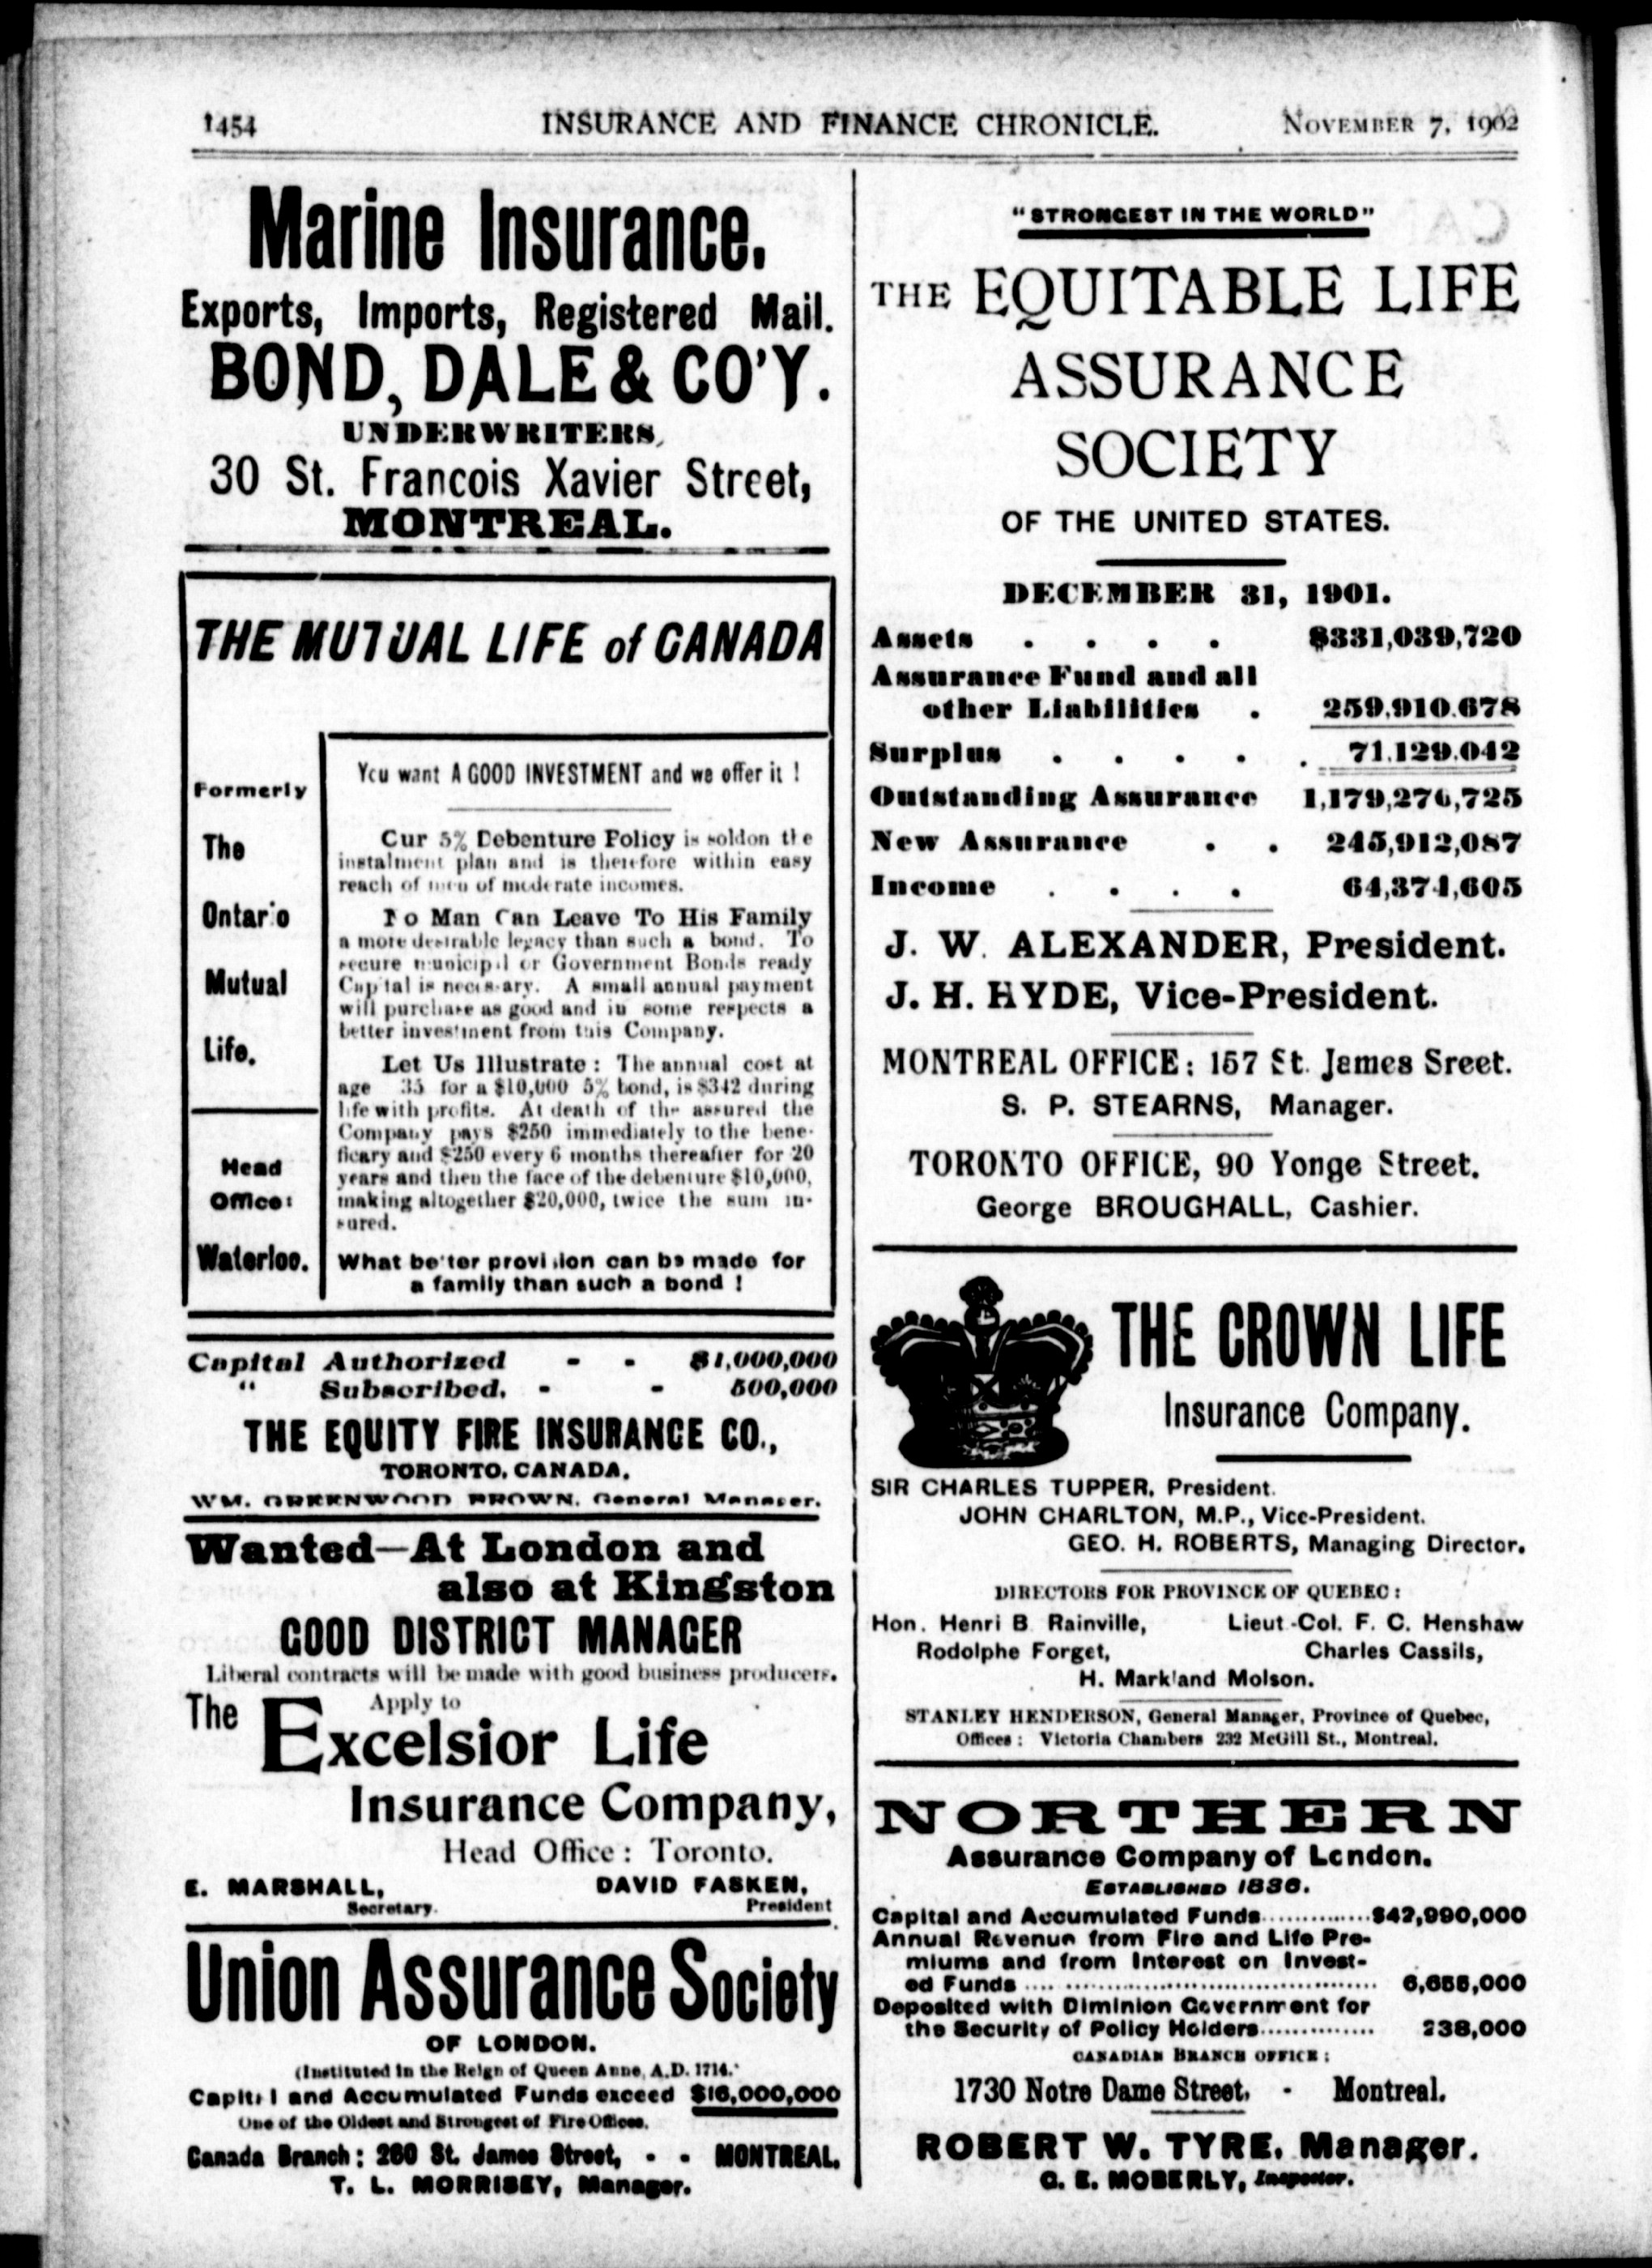 1454 INSURANCE AND FINANCE CHRONICLE. NOVEMBER 7, 1902
Marine Insurance.
Exports, Imports, Registered Mail.
BOND, DALE & CO'Y.
UNDERWRITERS,
30 St. Francois Xavier Street,
MONTREAL.
THE MUTUAL LIFE of CANADA
Formerly
The
Ontario
Mutual
Life.
Head
Office:
Waterloo.
You want A GOOD INVESTMENT and we offer it !
Our 5% Debenture Policy is soldon the
instalment plan and is therefore within easy
reach of men of moderate incomes.
No Man Can Leave To His Family
a more desirable legacy than such a bond. To
secure municipal or Government Bonds ready
Capital is necessary. A small annual payment
will purchase as good and in some respects a
better investment from this Company.
Let Us Illustrate : The annual cost at
age 35 for a $10,000 5% bond, is $342 during
life with profits. At death of the assured the
Company pays $250 immediately to the bene-
ficary and $250 every 6 months thereafter for 20
years and then the face of the debenture $10,000,
making altogether $20,000, twice the sum in-
sured.
What better provision can be made for
a family than such a bond !
Capital Authorized - - $1,000,000
" Subscribed, - - 500,000
THE EQUITY FIRE INSURANCE CO.,
TORONTO, CANADA.
WM. GREENWOOD BROWN, General Manager.
Wanted—At London and
also at Kingston
GOOD DISTRICT MANAGER
Liberal contracts will be made with good business producers.
Apply to
The Excelsior Life
Insurance Company,
Head Office : Toronto.
E. MARSHALL, DAVID FASKEN,
Secretary. President
Union Assurance Society
OF LONDON.
(Instituted in the Reign of Queen Anne, A.D. 1714.'
Capital and Accumulated Funds exceed $16,000,000
One of the Oldest and Strongest of Fire Offices.
Canada Branch : 260 St. James Street, - - MONTREAL.
T. L. MORRISEY, Manager.
"STRONGEST IN THE WORLD"
THE EQUITABLE LIFE
ASSURANCE
SOCIETY
OF THE UNITED STATES.
DECEMBER 31, 1901.
Assets . . . . $331,039,720
Assurance Fund and all
other Liabilities . 259,910.678
Surplus . . . . . 71.129.042
Outstanding Assurance 1,179,276,725
New Assurance . . 245,912,087
Income . . . . 64,374,605
J. W. ALEXANDER, President.
J. H. HYDE, Vice-President.
MONTREAL OFFICE: 157 St. James Sreet.
S. P. STEARNS, Manager.
TORONTO OFFICE, 90 Yonge Street.
George BROUGHALL, Cashier.
THE CROWN LIFE
Insurance Company.
SIR CHARLES TUPPER, President.
JOHN CHARLTON, M.P., Vice-President.
GEO. H. ROBERTS, Managing Director.
DIRECTORS FOR PROVINCE OF QUEBEC :
Hon. Henri B. Rainville, Lieut.-Col. F. C. Henshaw
Rodolphe Forget, Charles Cassils,
H. Markland Molson.
STANLEY HENDERSON, General Manager, Province of Quebec,
Offices : Victoria Chambers 232 McGill St., Montreal.
NORTHERN
Assurance Company of London.
ESTABLISHED 1836.
Capital and Accumulated Funds..............$42,990,000
Annual Revenue from Fire and Life Pre-
miums and from Interest on Invest-
ed Funds .... ........................................ 6,655,000
Deposited with Diminion Government for
the Security of Policy Holders............... 238,000
CANADIAN BRANCH OFFICE :
1730 Notre Dame Street, - Montreal.
ROBERT W. TYRE, Manager.
G. E. MOBERLY, Inspector.